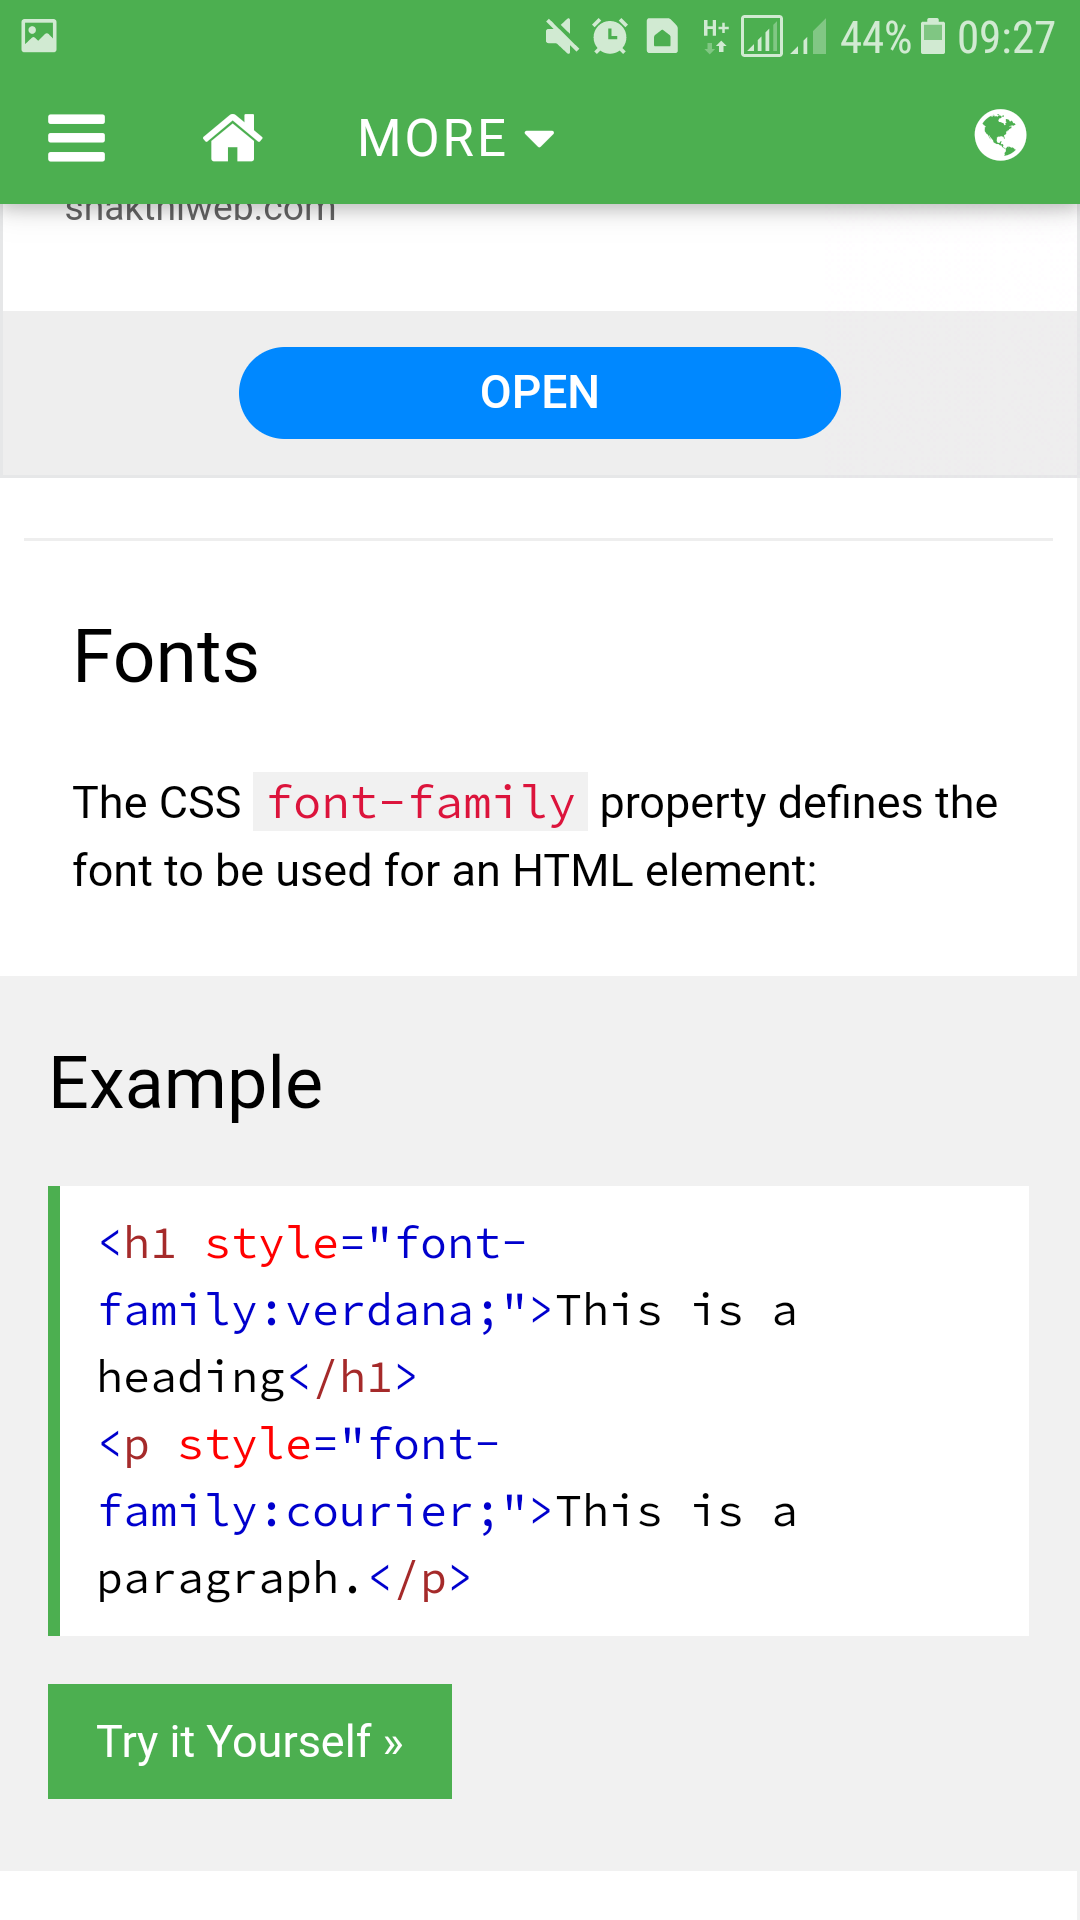 H+ 44% 09:27
MORE
shakthiweb.com
OPEN
Fonts
The CSS font-family property defines the
font to be used for an HTML element:
Example
<h1 style="font-
family:verdana;">This is a
heading</h1>
<p style="font-
family:courier;">This is a
paragraph.</p>
Try it Yourself »